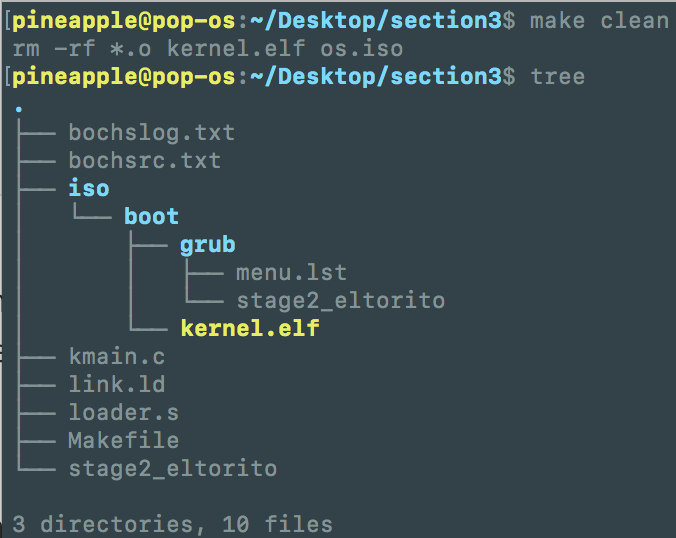 [pineapple@pop-os:~/Desktop/section3$ make clean
rm -rf *.o kernel.elf os.iso
[pineapple@pop-os:~/Desktop/section3$ tree
.
├── bochslog.txt
├── bochsrc.txt
├── iso
│   └── boot
│       ├── grub
│       │   ├── menu.lst
│       │   └── stage2_eltorito
│       └── kernel.elf
├── kmain.c
├── link.ld
├── loader.s
├── Makefile
└── stage2_eltorito
3 directories, 10 files